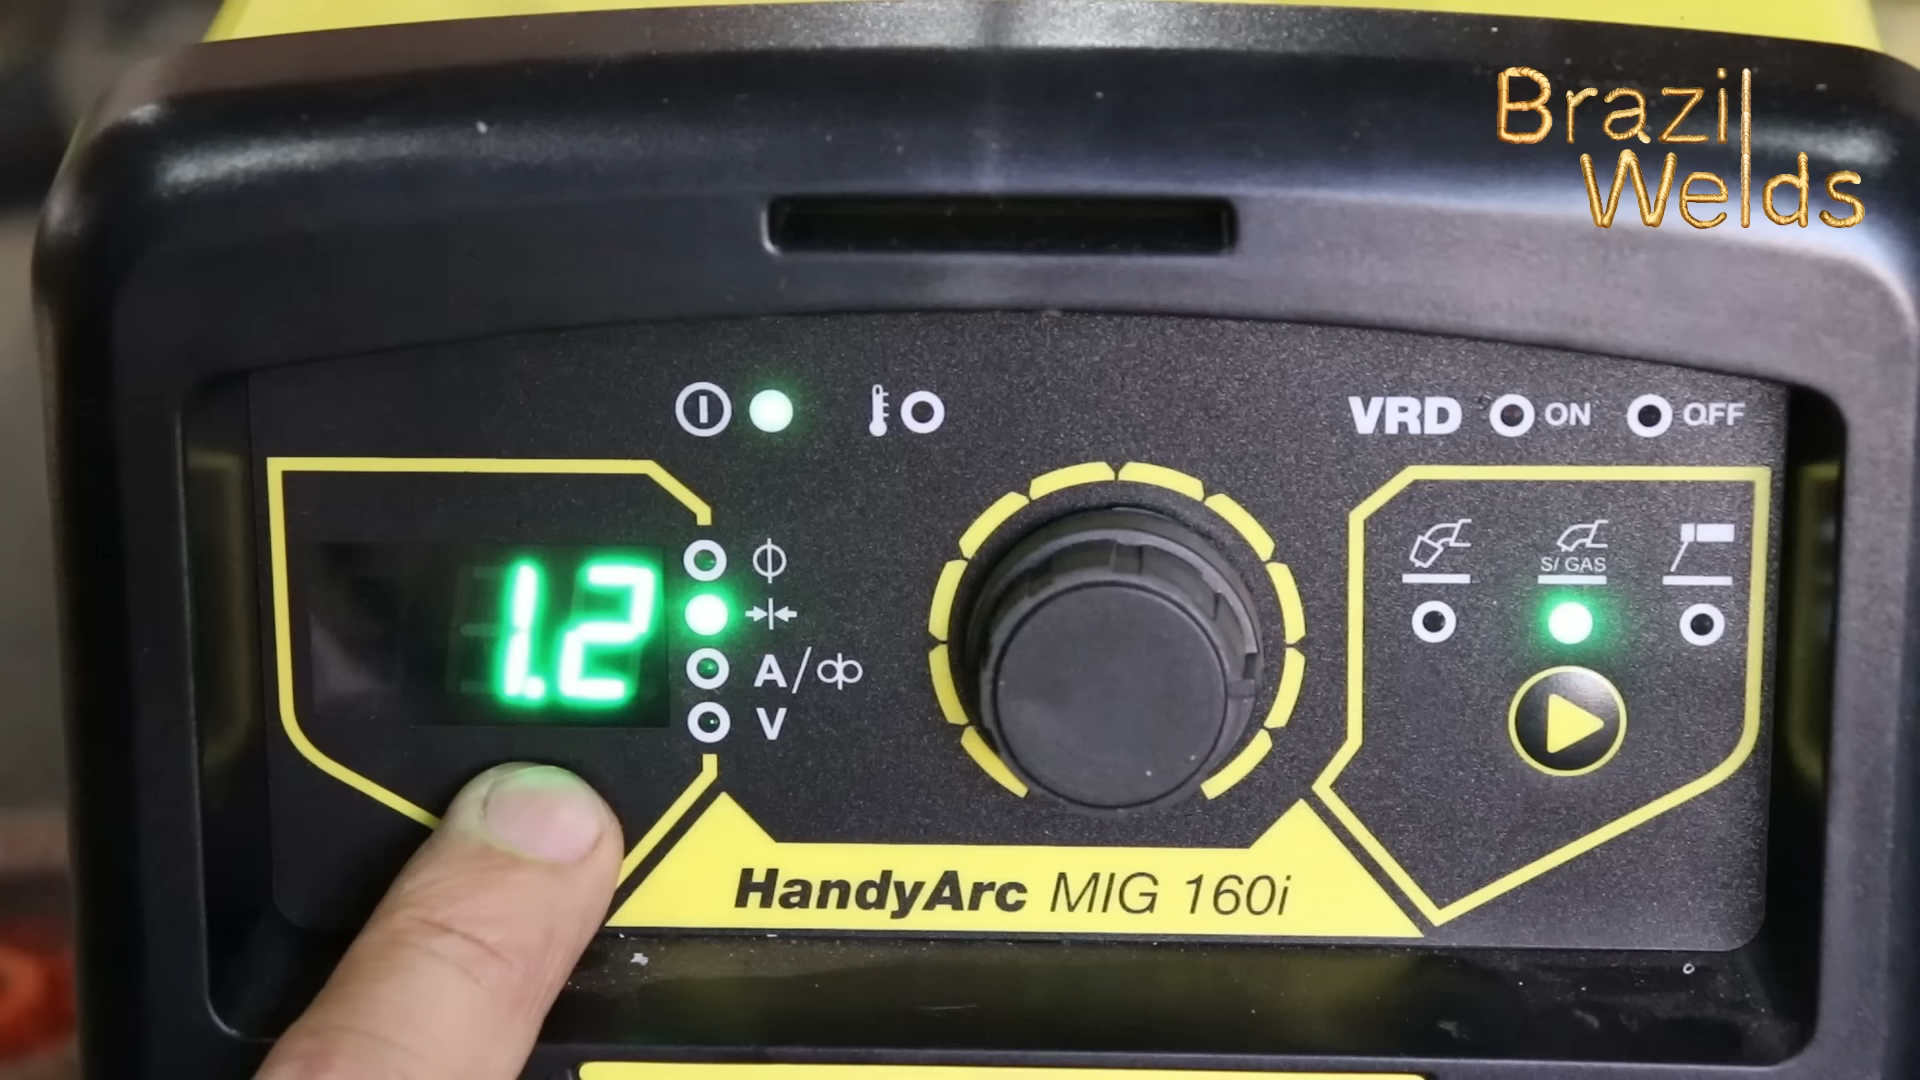 Brazil
Welds
VRD ON OFF
1.2
A/
V
S/ GAS
HandyArc MIG 160i